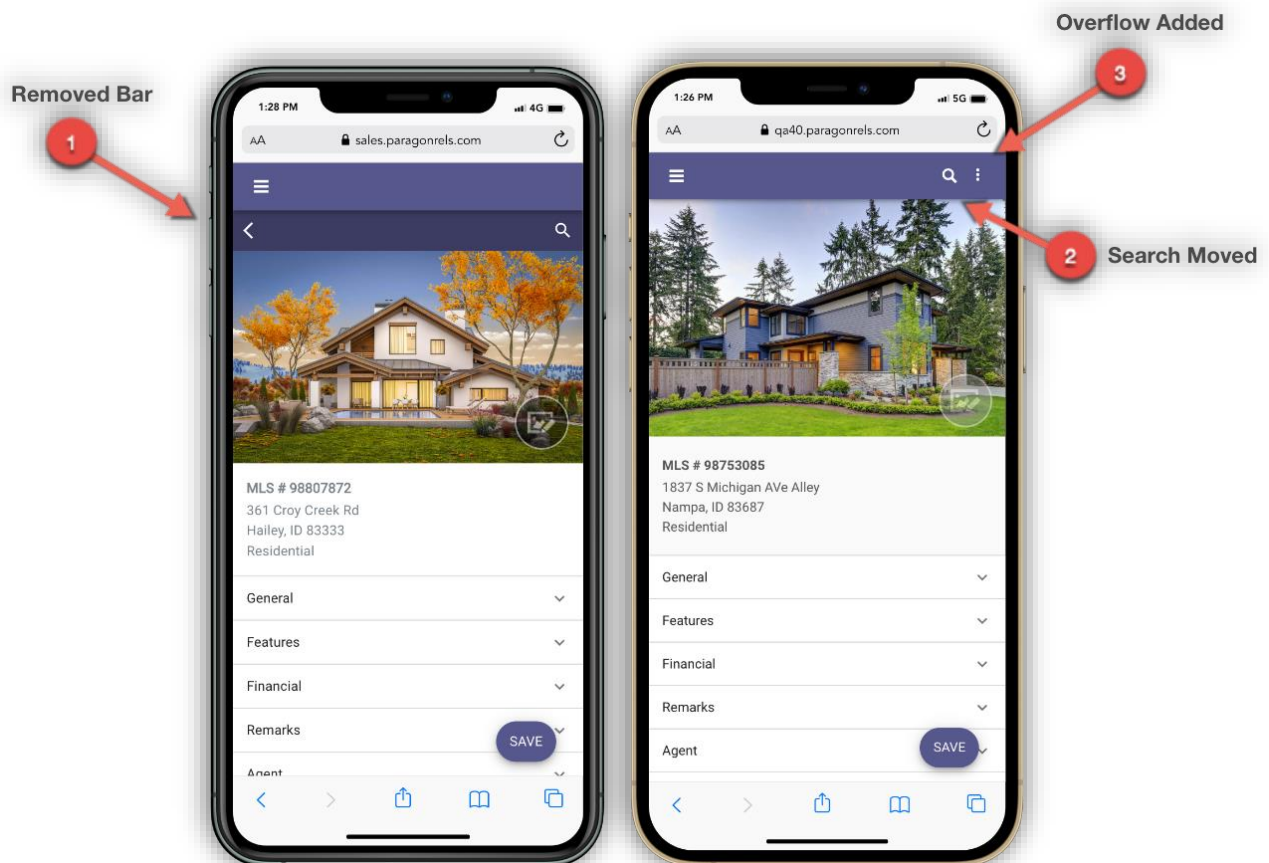 Overflow Added
3
Removed Bar
1
1:28 PM
4G
AA
sales.paragonrels.com
MLS # 98807872
361 Croy Creek Rd
Hailey, ID 83333
Residential
General
Features
Financial
Remarks
SAVE
Agent
1:26 PM
5G
AA
qa40.paragonrels.com
2
Search Moved
MLS # 98753085
1837 S Michigan AVe Alley
Nampa, ID 83687
Residential
General
Features
Financial
Remarks
Agent
SAVE